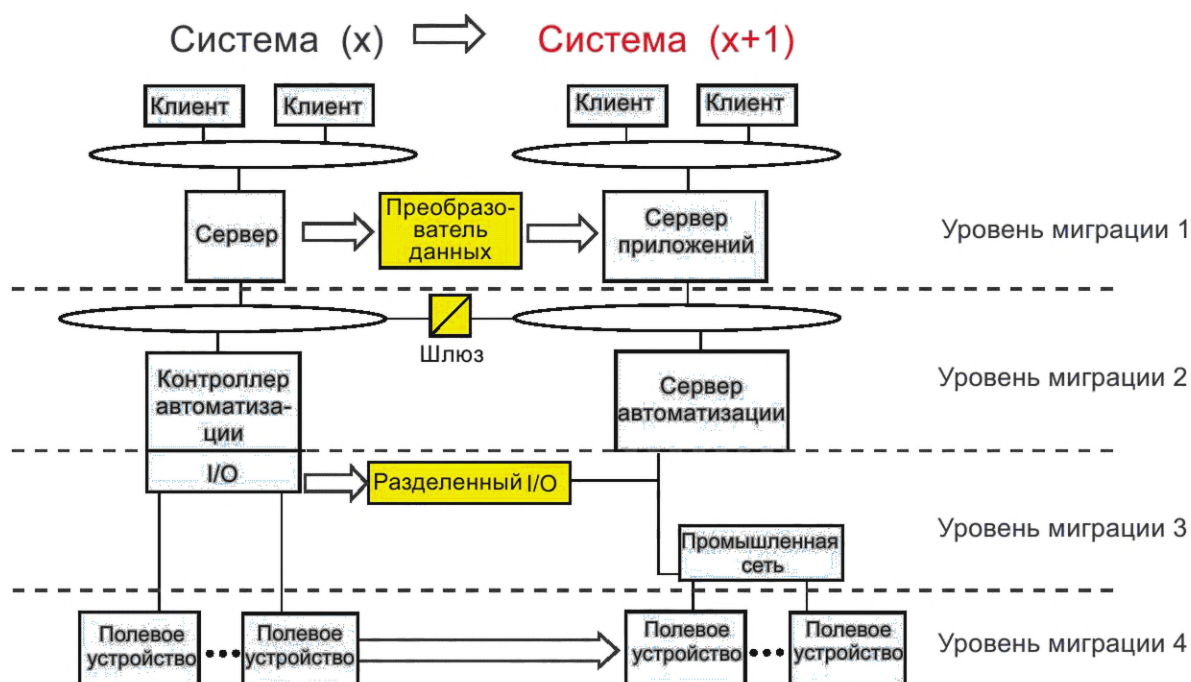 Система (x) Система (x+1)
Клиент Клиент Клиент Клиент
Сервер
Преобразо-
ватель
данных
Сервер
приложений
Уровень миграции 1
Шлюз
Контроллер
автоматиза-
ции
Сервер
автоматизации
Уровень миграции 2
I/O
Разделенный I/O
Промышленная
сеть
Уровень миграции 3
Полевое
устройство
Полевое
устройство
Полевое
устройство
Полевое
устройство
Уровень миграции 4